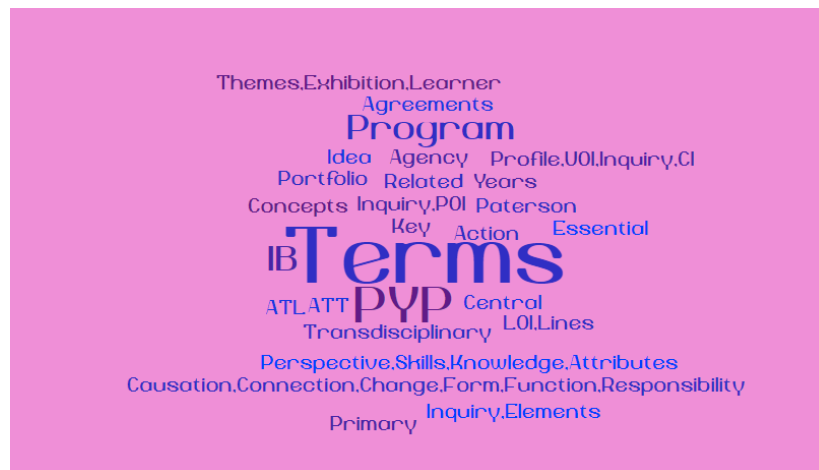 Themes,Exhibition,Learner
Agreements
Program
Idea Agency Profile,UOI,Inquiry,CI
Portfolio Related Years
Concepts Inquiry,POI Paterson
Key Action Essential
IB Terms
ATL,ATT PYP Central
Transdisciplinary LOI,Lines
Perspective,Skills,Knowledge,Attributes
Causation,Connection,Change,Form,Function,Responsibility
Primary Inquiry,Elements